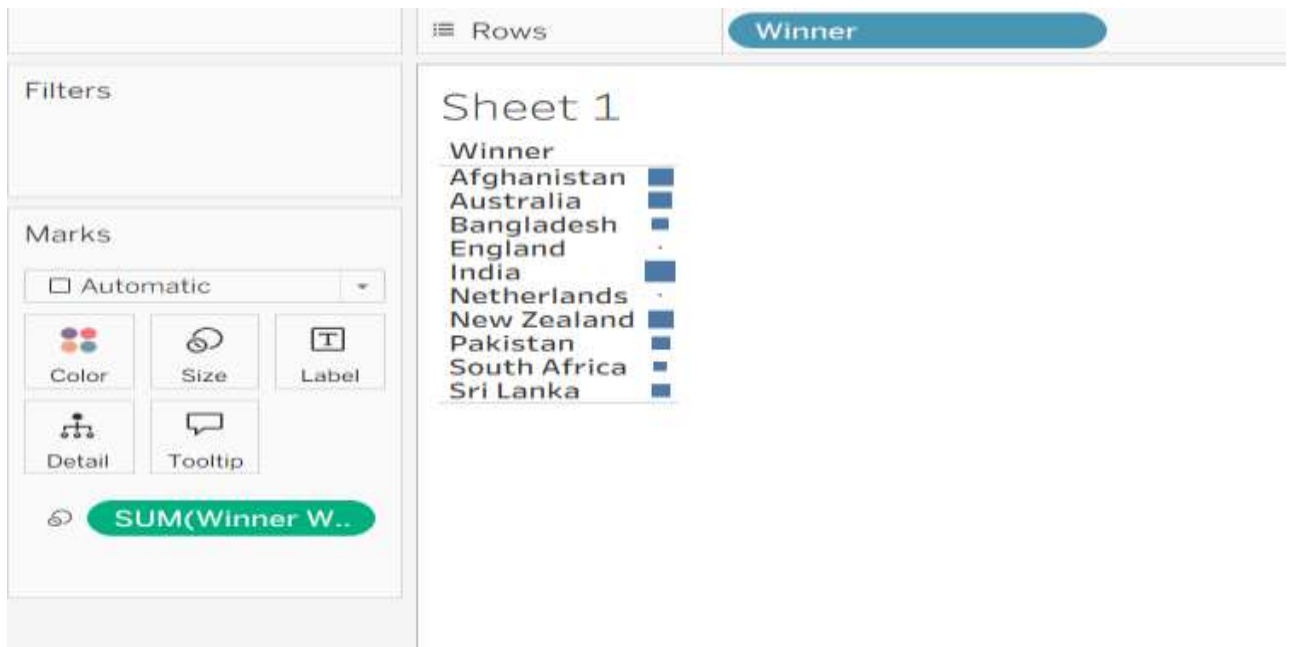 Rows
Winner
Filters
Sheet 1
Winner
Afghanistan
Australia
Bangladesh
England
India
Netherlands
New Zealand
Pakistan
South Africa
Sri Lanka
Marks
Automatic
Color
Size
T
Label
Detail
Tooltip
SUM(Winner W..